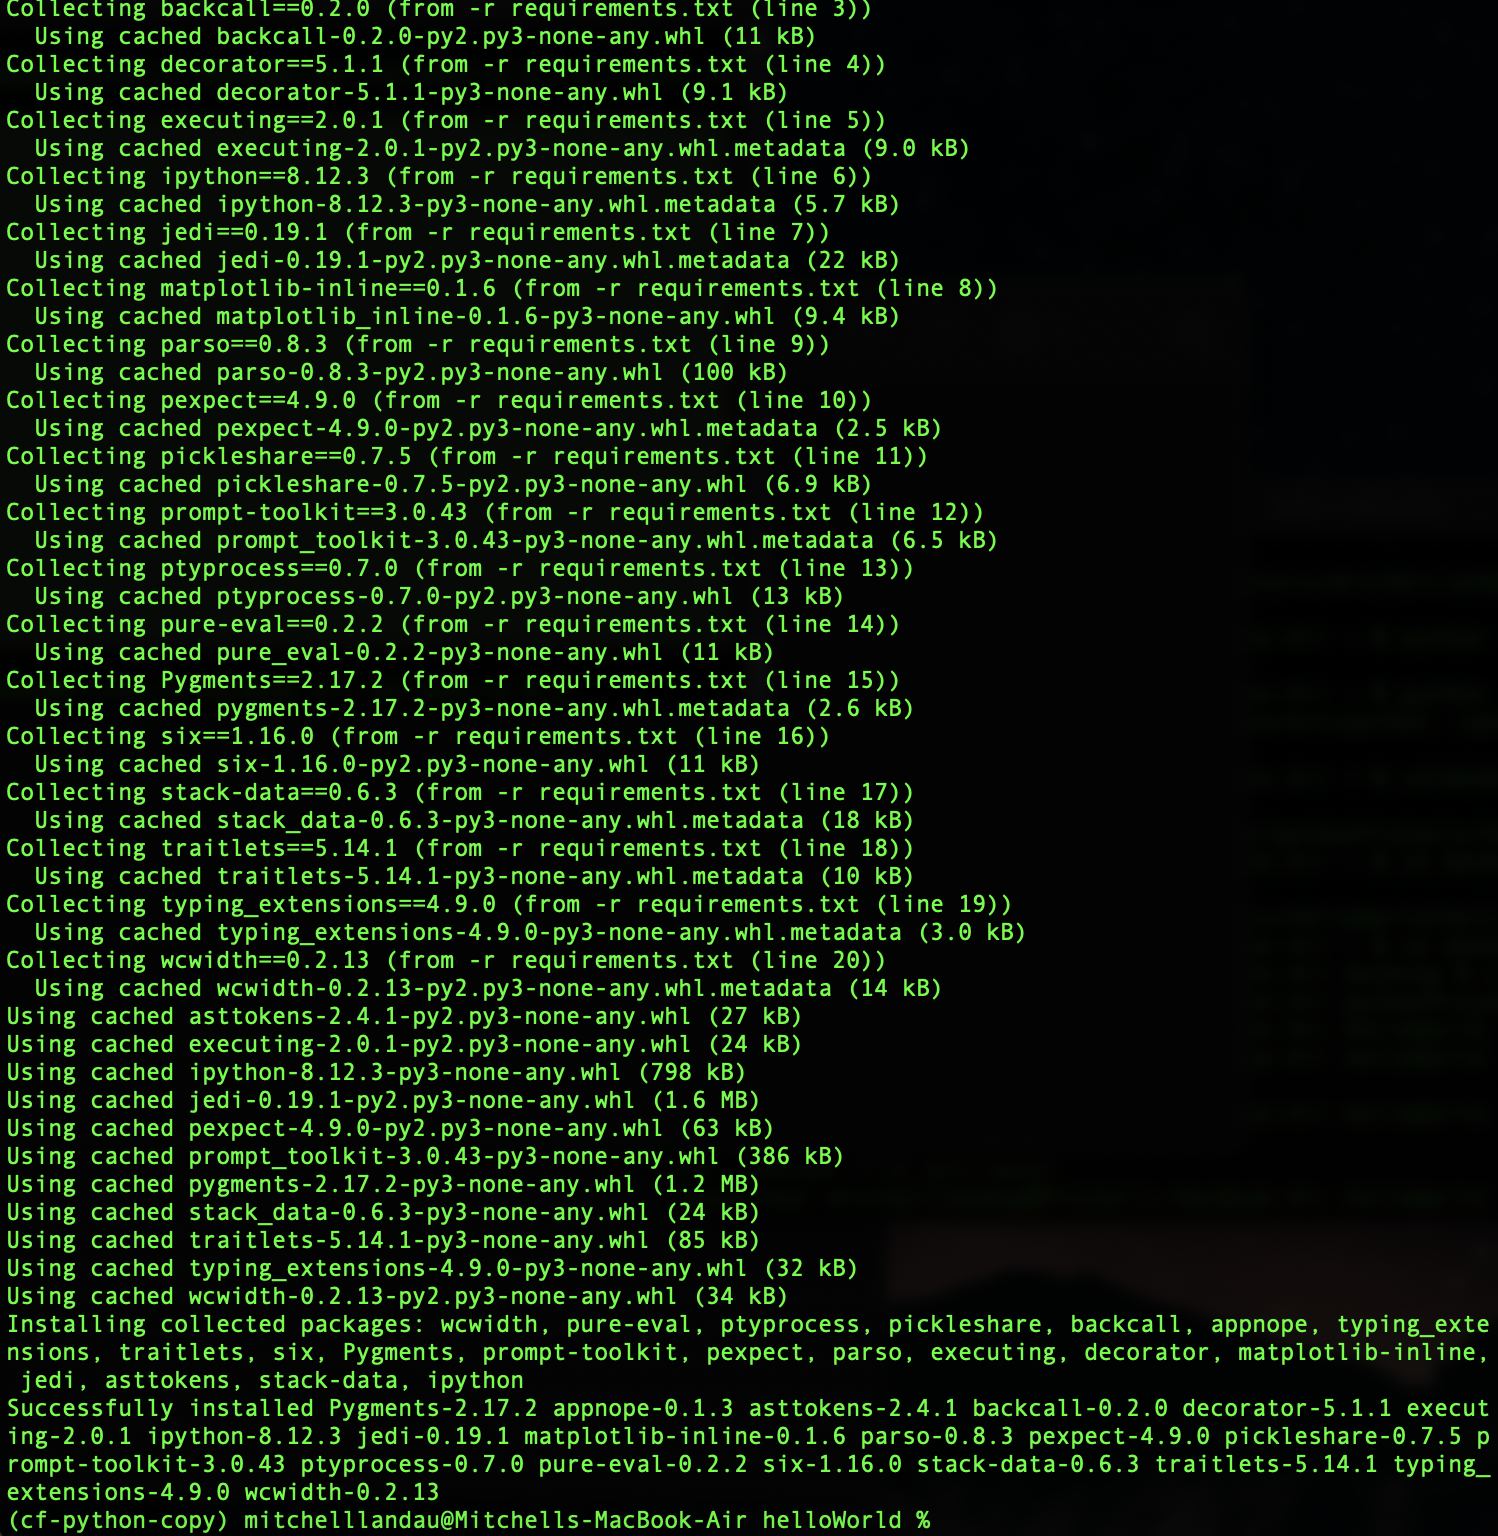 Collecting backcall==0.2.0 (from -r requirements.txt (line 3))
  Using cached backcall-0.2.0-py2.py3-none-any.whl (11 kB)
Collecting decorator==5.1.1 (from -r requirements.txt (line 4))
  Using cached decorator-5.1.1-py3-none-any.whl (9.1 kB)
Collecting executing==2.0.1 (from -r requirements.txt (line 5))
  Using cached executing-2.0.1-py2.py3-none-any.whl.metadata (9.0 kB)
Collecting ipython==8.12.3 (from -r requirements.txt (line 6))
  Using cached ipython-8.12.3-py3-none-any.whl.metadata (5.7 kB)
Collecting jedi==0.19.1 (from -r requirements.txt (line 7))
  Using cached jedi-0.19.1-py2.py3-none-any.whl.metadata (22 kB)
Collecting matplotlib-inline==0.1.6 (from -r requirements.txt (line 8))
  Using cached matplotlib_inline-0.1.6-py3-none-any.whl (9.4 kB)
Collecting parso==0.8.3 (from -r requirements.txt (line 9))
  Using cached parso-0.8.3-py2.py3-none-any.whl (100 kB)
Collecting pexpect==4.9.0 (from -r requirements.txt (line 10))
  Using cached pexpect-4.9.0-py2.py3-none-any.whl.metadata (2.5 kB)
Collecting pickleshare==0.7.5 (from -r requirements.txt (line 11))
  Using cached pickleshare-0.7.5-py2.py3-none-any.whl (6.9 kB)
Collecting prompt-toolkit==3.0.43 (from -r requirements.txt (line 12))
  Using cached prompt_toolkit-3.0.43-py3-none-any.whl.metadata (6.5 kB)
Collecting ptyprocess==0.7.0 (from -r requirements.txt (line 13))
  Using cached ptyprocess-0.7.0-py2.py3-none-any.whl (13 kB)
Collecting pure-eval==0.2.2 (from -r requirements.txt (line 14))
  Using cached pure_eval-0.2.2-py3-none-any.whl (11 kB)
Collecting Pygments==2.17.2 (from -r requirements.txt (line 15))
  Using cached pygments-2.17.2-py3-none-any.whl.metadata (2.6 kB)
Collecting six==1.16.0 (from -r requirements.txt (line 16))
  Using cached six-1.16.0-py2.py3-none-any.whl (11 kB)
Collecting stack-data==0.6.3 (from -r requirements.txt (line 17))
  Using cached stack_data-0.6.3-py3-none-any.whl.metadata (18 kB)
Collecting traitlets==5.14.1 (from -r requirements.txt (line 18))
  Using cached traitlets-5.14.1-py3-none-any.whl.metadata (10 kB)
Collecting typing_extensions==4.9.0 (from -r requirements.txt (line 19))
  Using cached typing_extensions-4.9.0-py3-none-any.whl.metadata (3.0 kB)
Collecting wcwidth==0.2.13 (from -r requirements.txt (line 20))
  Using cached wcwidth-0.2.13-py2.py3-none-any.whl.metadata (14 kB)
Using cached asttokens-2.4.1-py2.py3-none-any.whl (27 kB)
Using cached executing-2.0.1-py2.py3-none-any.whl (24 kB)
Using cached ipython-8.12.3-py3-none-any.whl (798 kB)
Using cached jedi-0.19.1-py2.py3-none-any.whl (1.6 MB)
Using cached pexpect-4.9.0-py2.py3-none-any.whl (63 kB)
Using cached prompt_toolkit-3.0.43-py3-none-any.whl (386 kB)
Using cached pygments-2.17.2-py3-none-any.whl (1.2 MB)
Using cached stack_data-0.6.3-py3-none-any.whl (24 kB)
Using cached traitlets-5.14.1-py3-none-any.whl (85 kB)
Using cached typing_extensions-4.9.0-py3-none-any.whl (32 kB)
Using cached wcwidth-0.2.13-py2.py3-none-any.whl (34 kB)
Installing collected packages: wcwidth, pure-eval, ptyprocess, pickleshare, backcall, appnope, typing_exte
nsions, traitlets, six, Pygments, prompt-toolkit, pexpect, parso, executing, decorator, matplotlib-inline,
 jedi, asttokens, stack-data, ipython
Successfully installed Pygments-2.17.2 appnope-0.1.3 asttokens-2.4.1 backcall-0.2.0 decorator-5.1.1 execut
ing-2.0.1 ipython-8.12.3 jedi-0.19.1 matplotlib-inline-0.1.6 parso-0.8.3 pexpect-4.9.0 pickleshare-0.7.5 p
rompt-toolkit-3.0.43 ptyprocess-0.7.0 pure-eval-0.2.2 six-1.16.0 stack-data-0.6.3 traitlets-5.14.1 typing_
extensions-4.9.0 wcwidth-0.2.13
(cf-python-copy) mitchelllandau@Mitchells-MacBook-Air helloWorld %